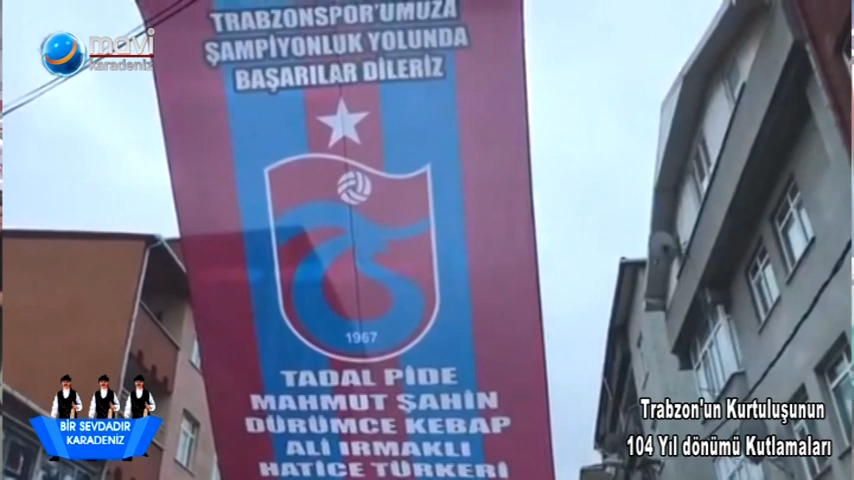 mavi
karadeniz
TRABZONSPOR'UMUZA
ŞAMPİYONLUK YOLUNDA
BAŞARILAR DİLERİZ
1967
TADAL PİDE
MAHMUT ŞAHİN
DÜRÜMCE KEBAP
ALİ IRMAKLI
HATİCE TÜRKERİ
BİR SEVDADIR
KARADENİZ
Trabzon'un Kurtuluşunun
104 Yıl dönümü Kutlamaları